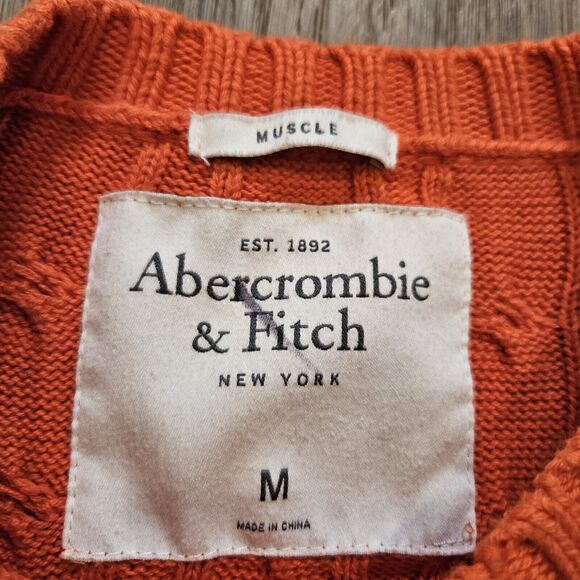 MUSCLE
EST. 1892
Abercrombie
& Fitch
NEW YORK
M
MADE IN CHINA